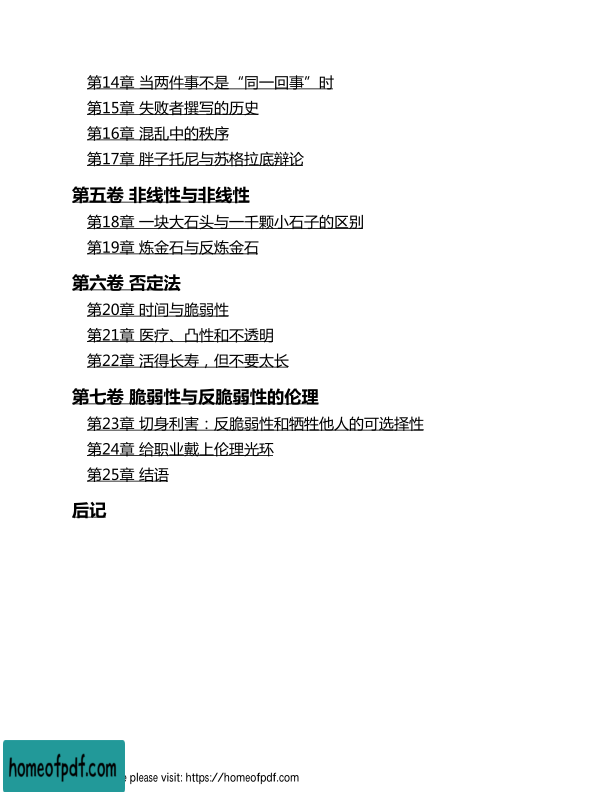 第14章 当两件事不是“同一回事”时
第15章 失败者撰写的历史
第16章 混乱中的秩序
第17章 胖子托尼与苏格拉底辩论
第五卷 非线性与非线性
第18章 一块大石头与一千颗小石子的区别
第19章 炼金石与反炼金石
第六卷 否定法
第20章 时间与脆弱性
第21章 医疗、凸性和不透明
第22章 活得长寿，但不要太长
第七卷 脆弱性与反脆弱性的伦理
第23章 切身利害：反脆弱性和牺牲他人的可选择性
第24章 给职业戴上伦理光环
第25章 结语
后记
homeofpdf.com
e please visit: https://homeofpdf.com